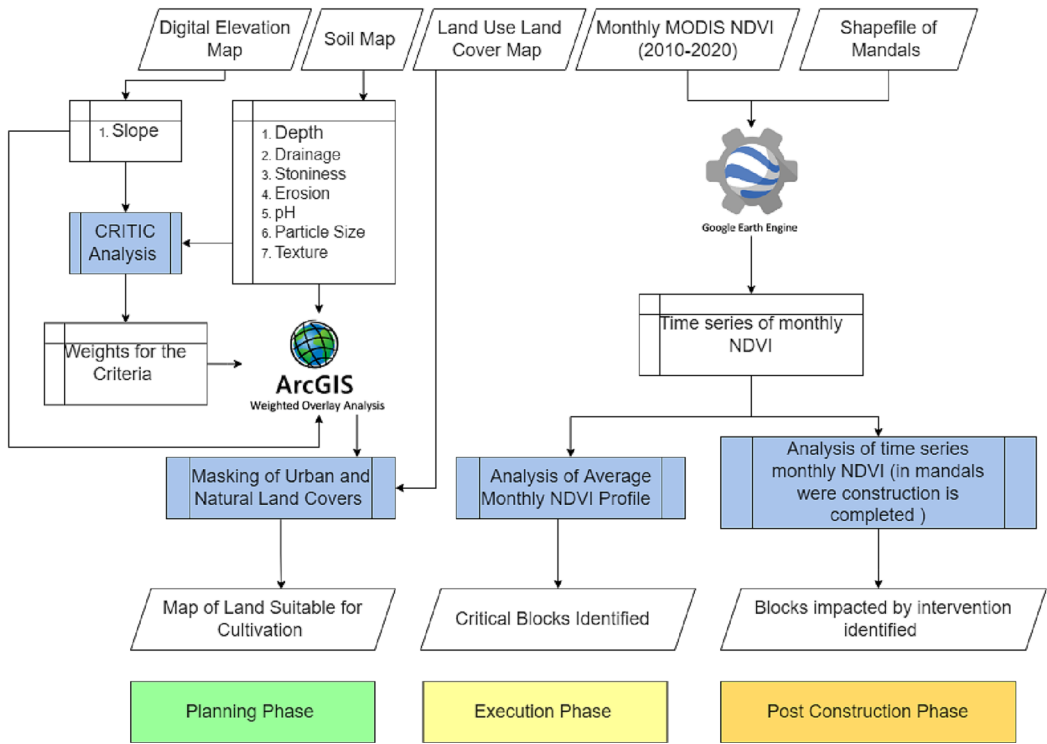 Digital Elevation
Map
Soil Map
Land Use Land
Cover Map
Monthly MODIS NDVI
(2010-2020)
Shapefile of
Mandals
1. Slope
1. Depth
2. Drainage
3. Stoniness
4. Erosion
5. pH
6. Particle Size
7. Texture
Google Earth Engine
CRITIC
Analysis
Time series of monthly
NDVI
Weights for the
Criteria
ArcGIS
Weighted Overlay Analysis
Masking of Urban and
Natural Land Covers
Analysis of Average
Monthly NDVI Profile
Analysis of time series
monthly NDVI (in mandals
were construction is
completed )
Map of Land Suitable for
Cultivation
Critical Blocks Identified
Blocks impacted by intervention
identified
Planning Phase
Execution Phase
Post Construction Phase